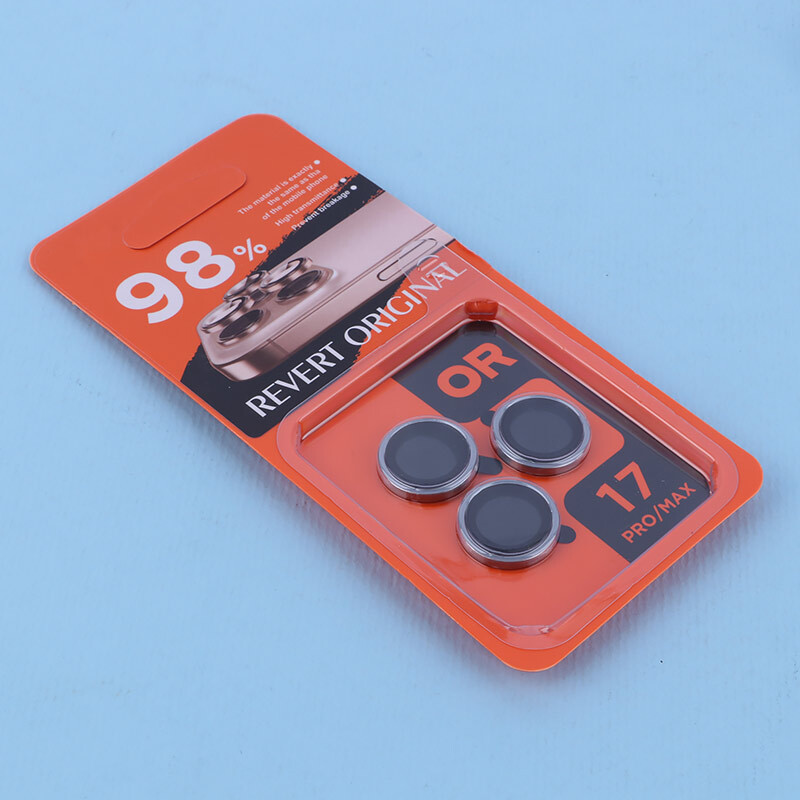 The material is exactly
the same as tha
of the mobile phone
High transmittance
Prevent breakage
98%
REVERT ORIGINAL
OR
17
PRO/MAX